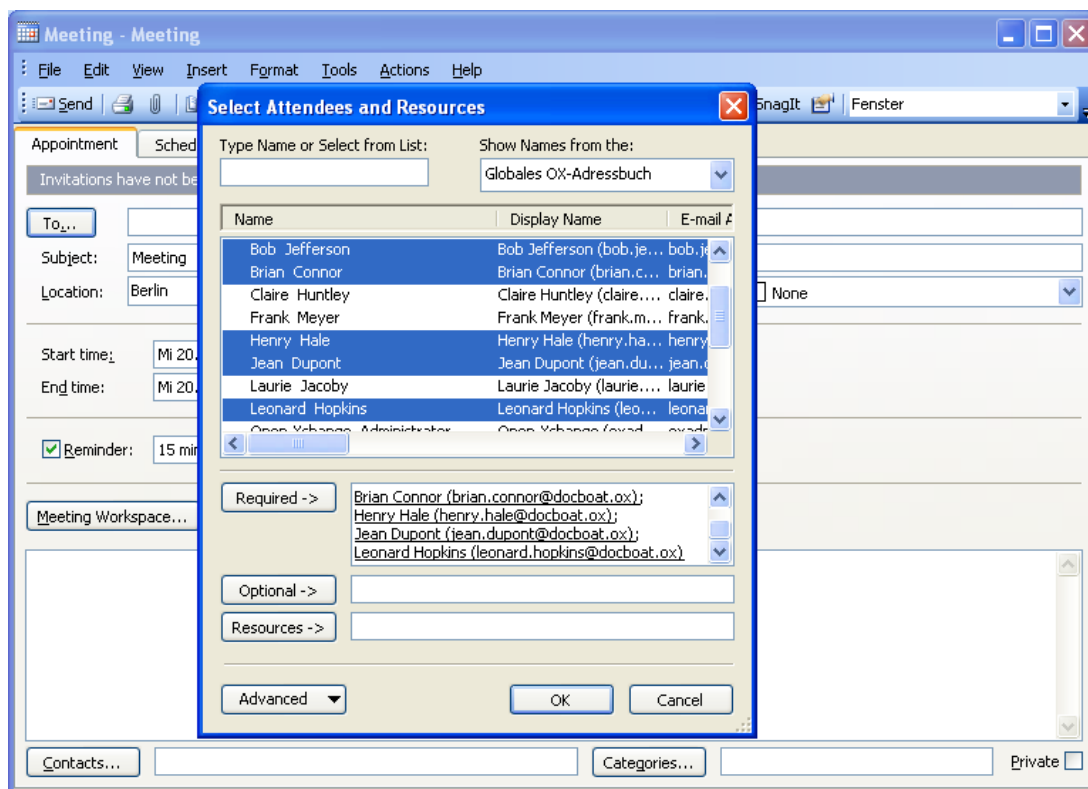 Meeting - Meeting
File Edit View Insert Format Tools Actions Help
Send SnagIt Fenster
Appointment Sched
Invitations have not be
To...
Subject: Meeting
Location: Berlin None
Start time: Mi 20.
End time: Mi 20.
Reminder: 15 min
Meeting Workspace...
Contacts... Categories... Private
Select Attendees and Resources
Type Name or Select from List: Show Names from the:
Globales OX-Adressbuch
Name Display Name E-mail A
Bob Jefferson Bob Jefferson (bob.je... bob.je
Brian Connor Brian Connor (brian.c... brian.
Claire Huntley Claire Huntley (claire.... claire.
Frank Meyer Frank Meyer (frank.m... frank.
Henry Hale Henry Hale (henry.ha... henry
Jean Dupont Jean Dupont (jean.du... jean.d
Laurie Jacoby Laurie Jacoby (laurie.... laurie
Leonard Hopkins Leonard Hopkins (leo... leonar
Required -> Brian Connor (brian.connor@docboat.ox);
Henry Hale (henry.hale@docboat.ox);
Jean Dupont (jean.dupont@docboat.ox);
Leonard Hopkins (leonard.hopkins@docboat.ox)
Optional ->
Resources ->
Advanced OK Cancel